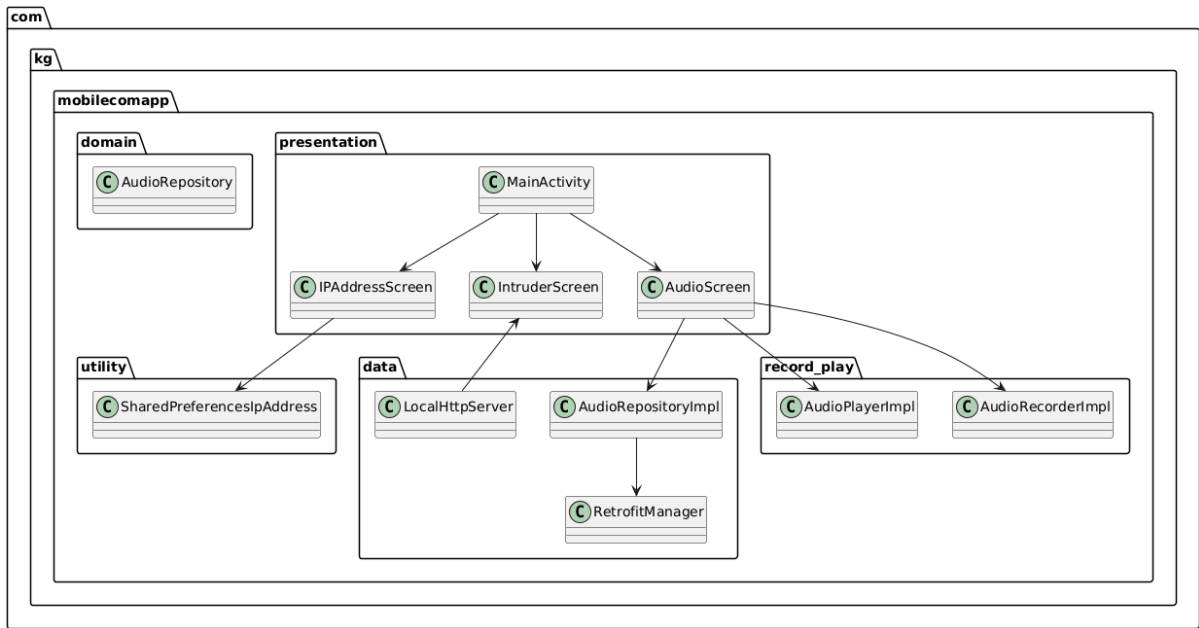 com
kg
mobilecomapp
domain
presentation
C AudioRepository
C MainActivity
C IPAddressScreen
C IntruderScreen
C AudioScreen
utility
data
record_play
C SharedPreferencesIpAddress
C LocalHttpServer
C AudioRepositoryImpl
C AudioPlayerImpl
C AudioRecorderImpl
C RetrofitManager